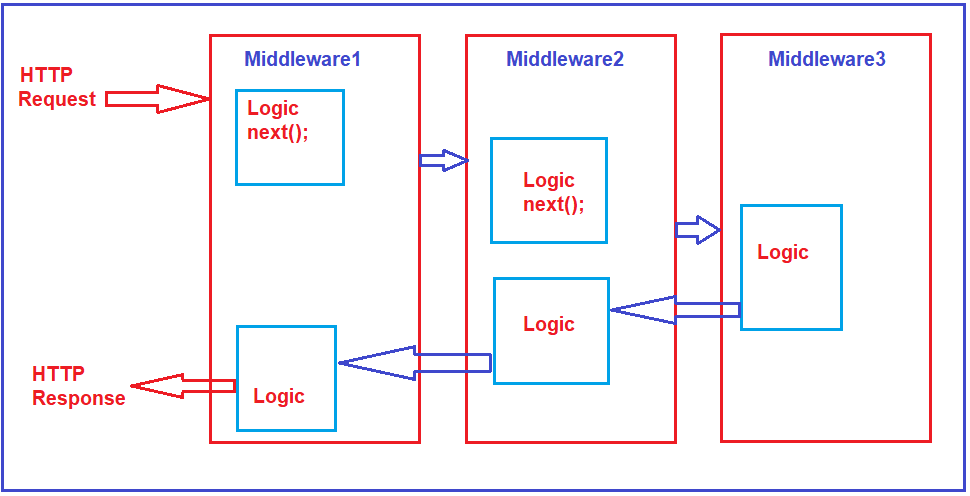 Middleware1
Middleware2
Middleware3
HTTP
Request
Logic
next();
Logic
next();
Logic
Logic
Logic
HTTP
Response